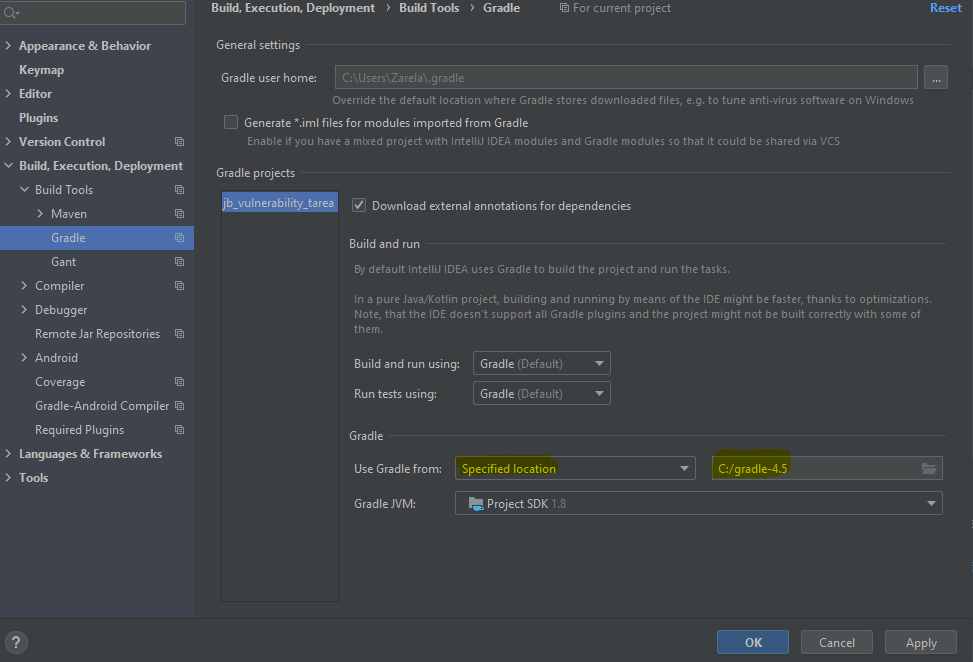 Build, Execution, Deployment › Build Tools › Gradle For current project Reset
Appearance & Behavior
Keymap
Editor
Plugins
Version Control
Build, Execution, Deployment
Build Tools
Maven
Gradle
Gant
Compiler
Debugger
Remote Jar Repositories
Android
Coverage
Gradle-Android Compiler
Required Plugins
Languages & Frameworks
Tools
General settings
Gradle user home: C:\Users\Zarela\.gradle ...
Override the default location where Gradle stores downloaded files, e.g. to tune anti-virus software on Windows
Generate *.iml files for modules imported from Gradle
Enable if you have a mixed project with IntelliJ IDEA modules and Gradle modules so that it could be shared via VCS
Gradle projects
jb_vulnerability_tarea
Download external annotations for dependencies
Build and run
By default IntelliJ IDEA uses Gradle to build the project and run the tasks.
In a pure Java/Kotlin project, building and running by means of the IDE might be faster, thanks to optimizations.
Note, that the IDE doesn't support all Gradle plugins and the project might not be built correctly with some of
them.
Build and run using: Gradle (Default)
Run tests using: Gradle (Default)
Gradle
Use Gradle from: Specified location C:/gradle-4.5
Gradle JVM: Project SDK 1.8
? OK Cancel Apply